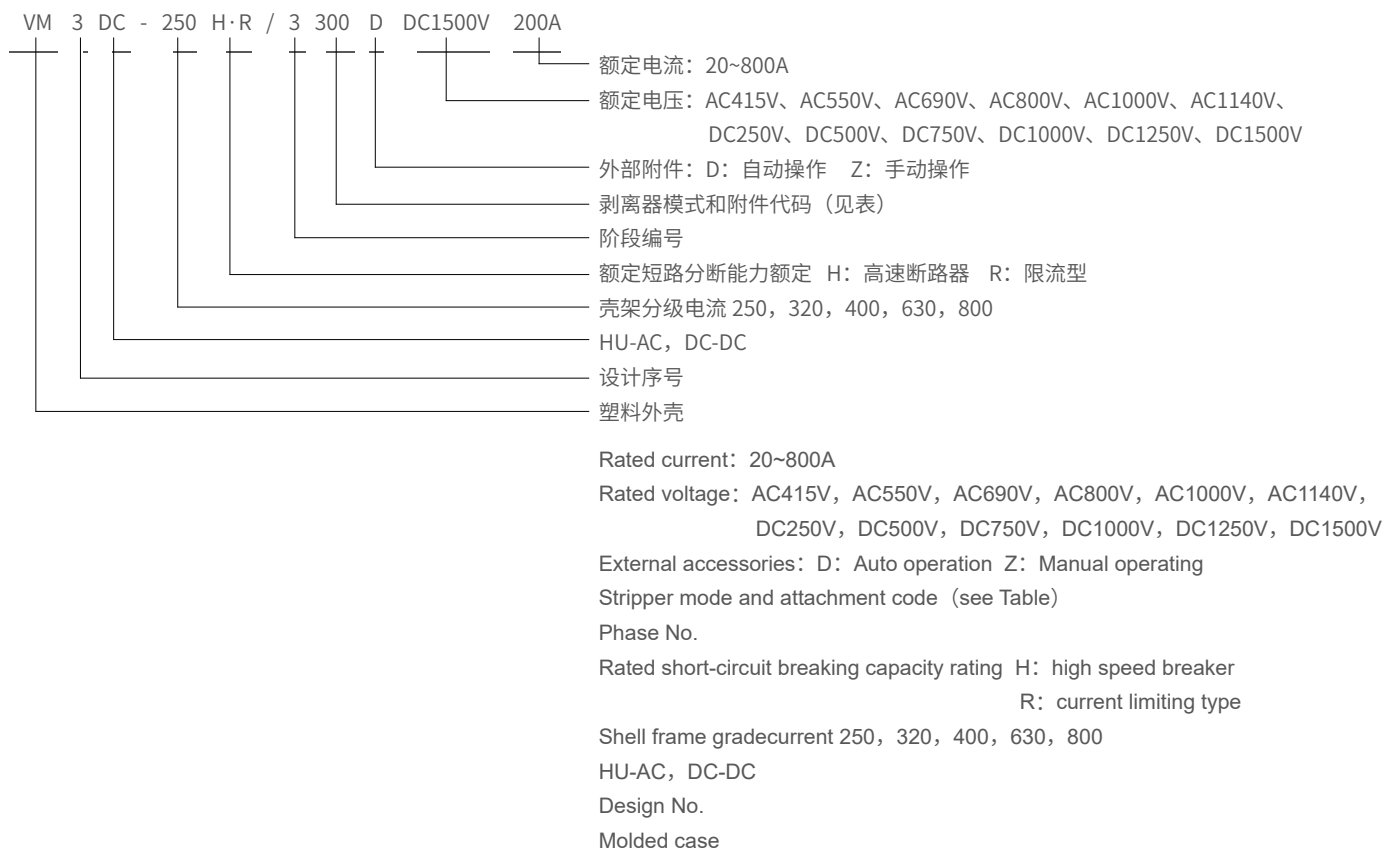 VM 3 DC - 250 H·R / 3 300 D DC1500V 200A
额定电流：20~800A
额定电压：AC415V、AC550V、AC690V、AC800V、AC1000V、AC1140V、
DC250V、DC500V、DC750V、DC1000V、DC1250V、DC1500V
外部附件：D：自动操作 Z：手动操作
剥离器模式和附件代码（见表）
阶段编号
额定短路分断能力额定 H：高速断路器 R：限流型
壳架分级电流 250，320，400，630，800
HU-AC，DC-DC
设计序号
塑料外壳
Rated current：20~800A
Rated voltage：AC415V，AC550V，AC690V，AC800V，AC1000V，AC1140V，
DC250V，DC500V，DC750V，DC1000V，DC1250V，DC1500V
External accessories：D：Auto operation Z：Manual operating
Stripper mode and attachment code（see Table）
Phase No.
Rated short-circuit breaking capacity rating H：high speed breaker
R：current limiting type
Shell frame gradecurrent 250，320，400，630，800
HU-AC，DC-DC
Design No.
Molded case